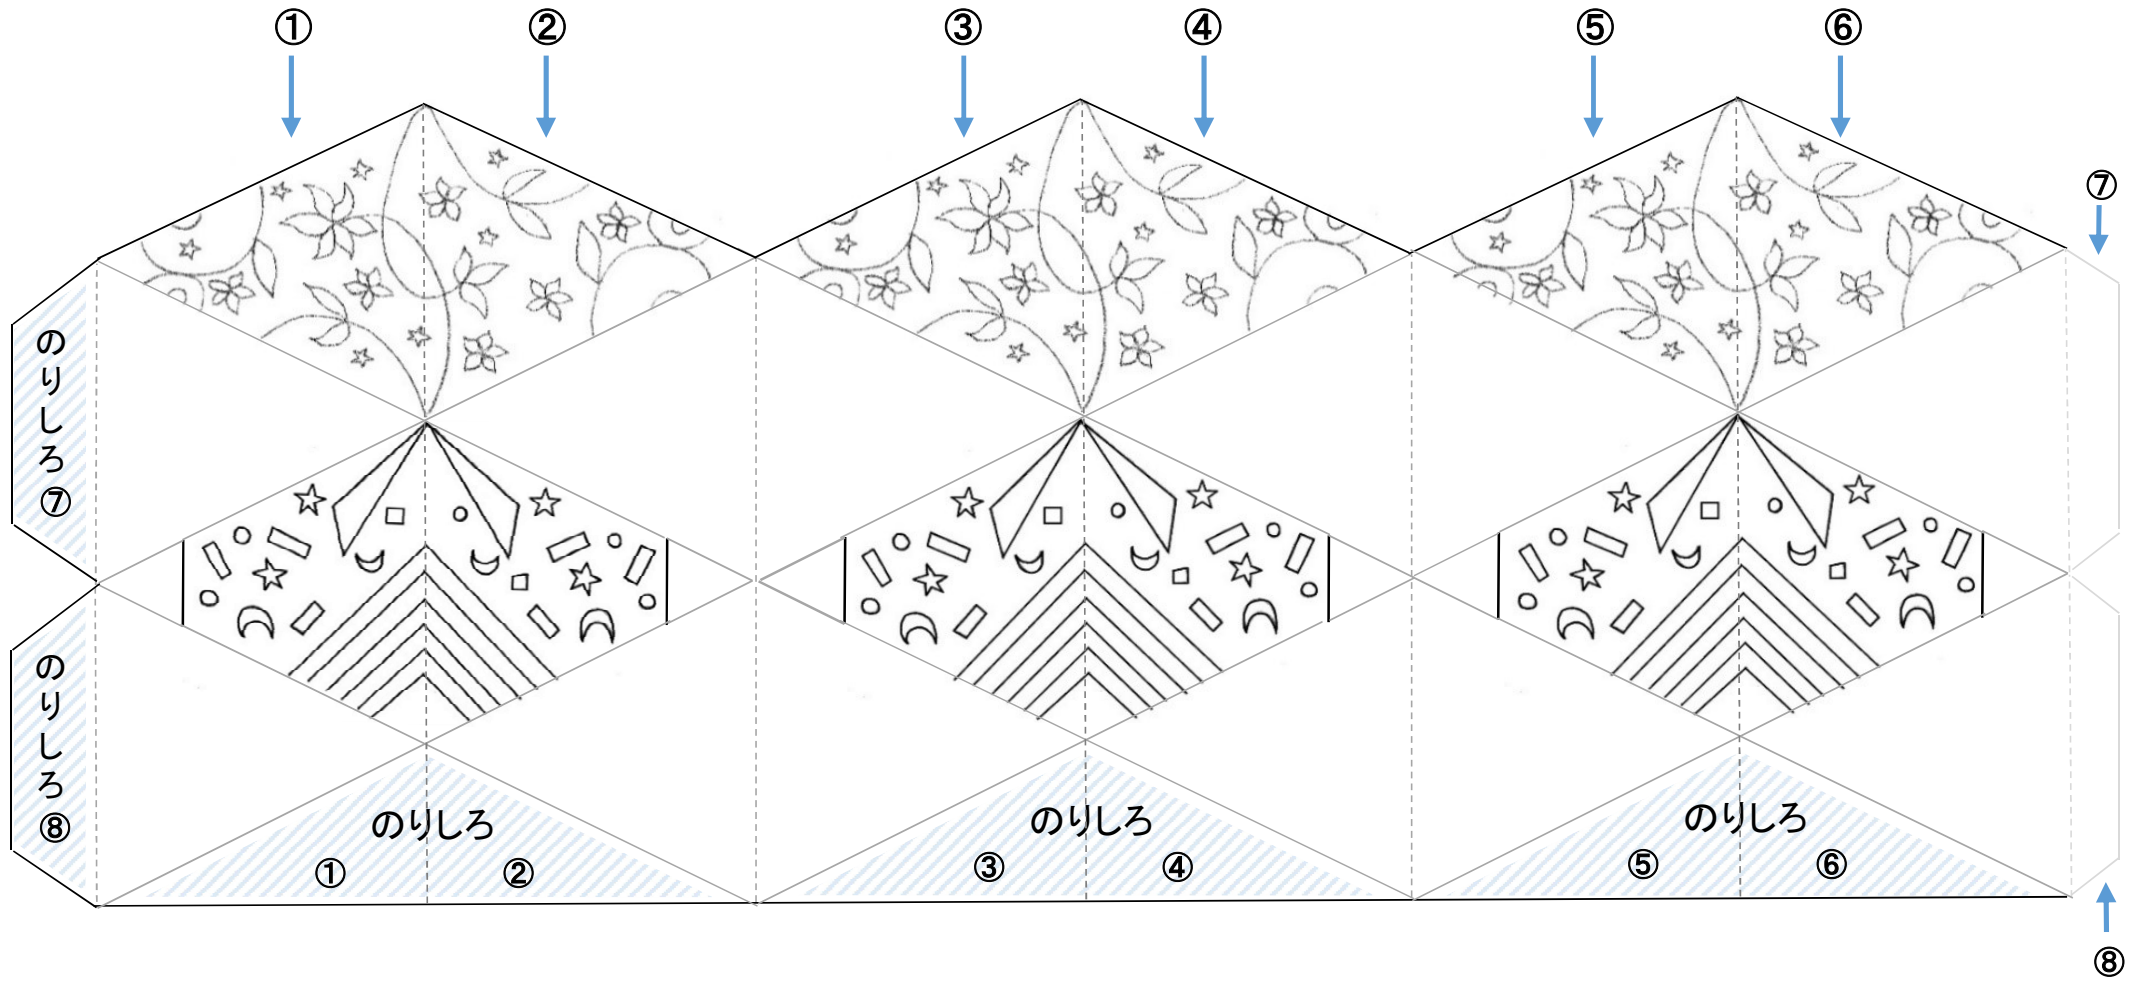 ① ② ③ ④ ⑤ ⑥
⑦
のりしろ⑦
のりしろ⑧
のりしろ
① ②
のりしろ
③ ④
のりしろ
⑤ ⑥
⑧